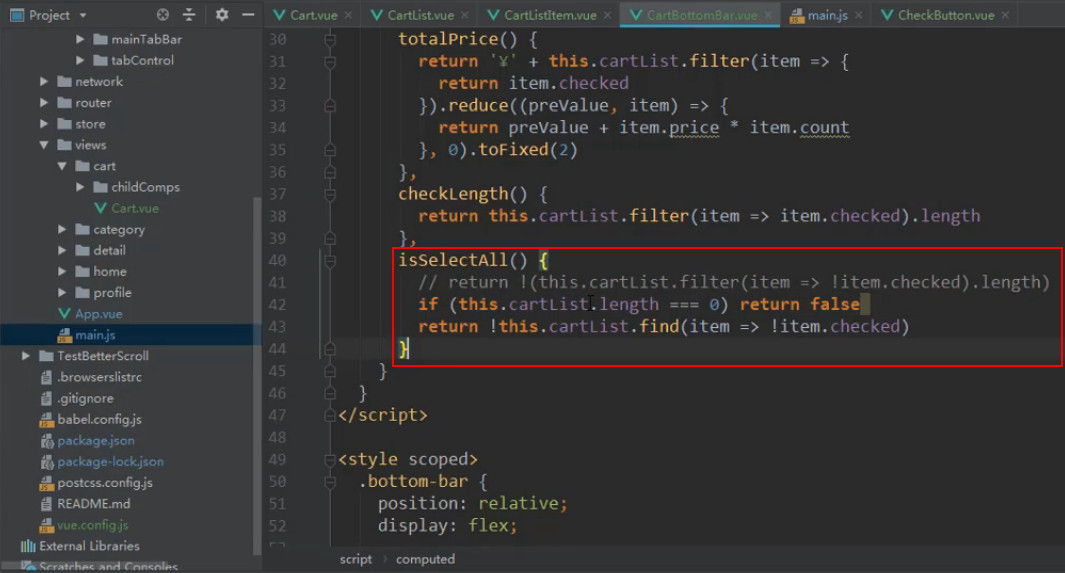 Project
Cart.vue
CartList.vue
CartListItem.vue
CartBottomBar.vue
main.js
CheckButton.vue
mainTabBar
tabControl
network
router
store
views
cart
childComps
Cart.vue
category
detail
home
profile
App.vue
main.js
TestBetterScroll
.browserslistrc
.gitignore
babel.config.js
package.json
package-lock.json
postcss.config.js
README.md
vue.config.js
External Libraries
Scratches and Consoles
30 totalPrice() {
31 return '¥' + this.cartList.filter(item => {
32 return item.checked
33 }).reduce((preValue, item) => {
34 return preValue + item.price * item.count
35 }, 0).toFixed(2)
36 },
37 checkLength() {
38 return this.cartList.filter(item => item.checked).length
39 },
40 isSelectAll() {
41 // return !(this.cartList.filter(item => !item.checked).length)
42 if (this.cartList.length === 0) return false
43 return !this.cartList.find(item => !item.checked)
44 }
45 }
46 }
47 </script>
48
49 <style scoped>
50 .bottom-bar {
51 position: relative;
52 display: flex;
script › computed